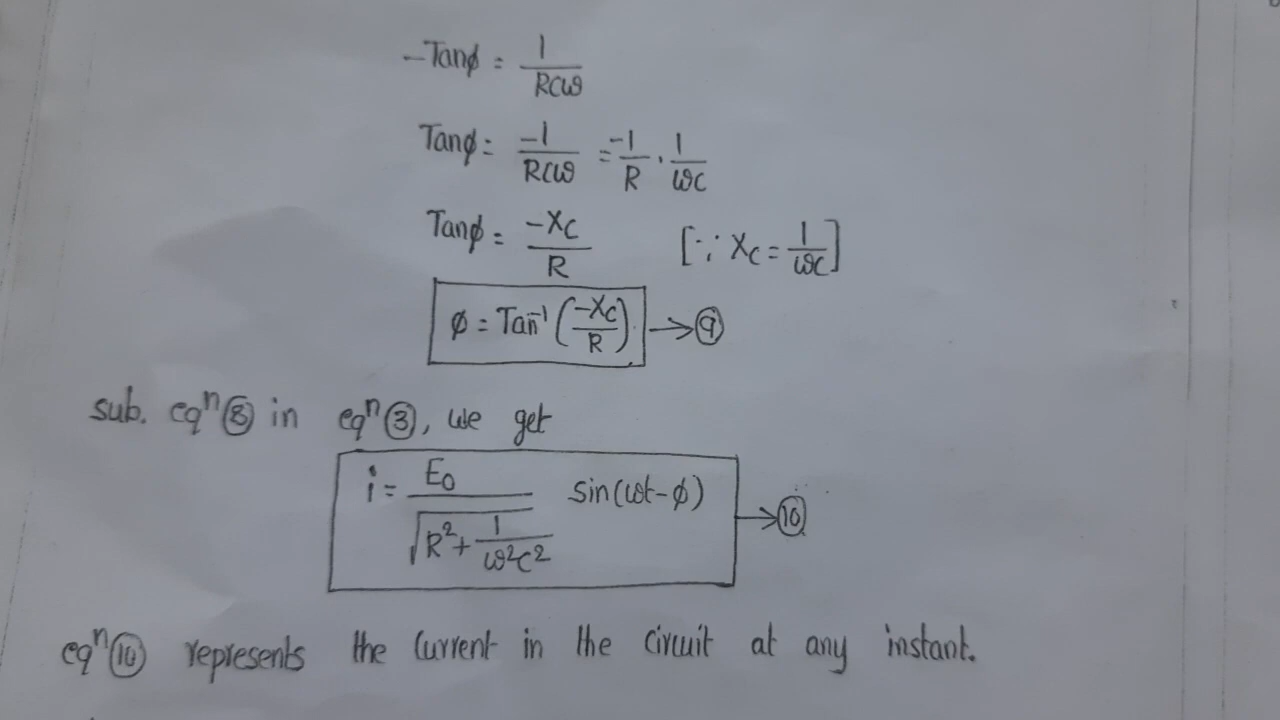 -Tanφ = 1/RCω
Tanφ = -1/RCω = -1/R · 1/ωC
Tanφ = -XC/R [∵ XC = 1/ωC]
φ = Tan⁻¹(-XC/R) → ⑨
sub. eqⁿ ⑧ in eqⁿ ③, we get
i = E₀/√(R² + 1/ω²C²) sin(ωt-φ) → ⑩
eqⁿ ⑩ represents the current in the circuit at any instant.